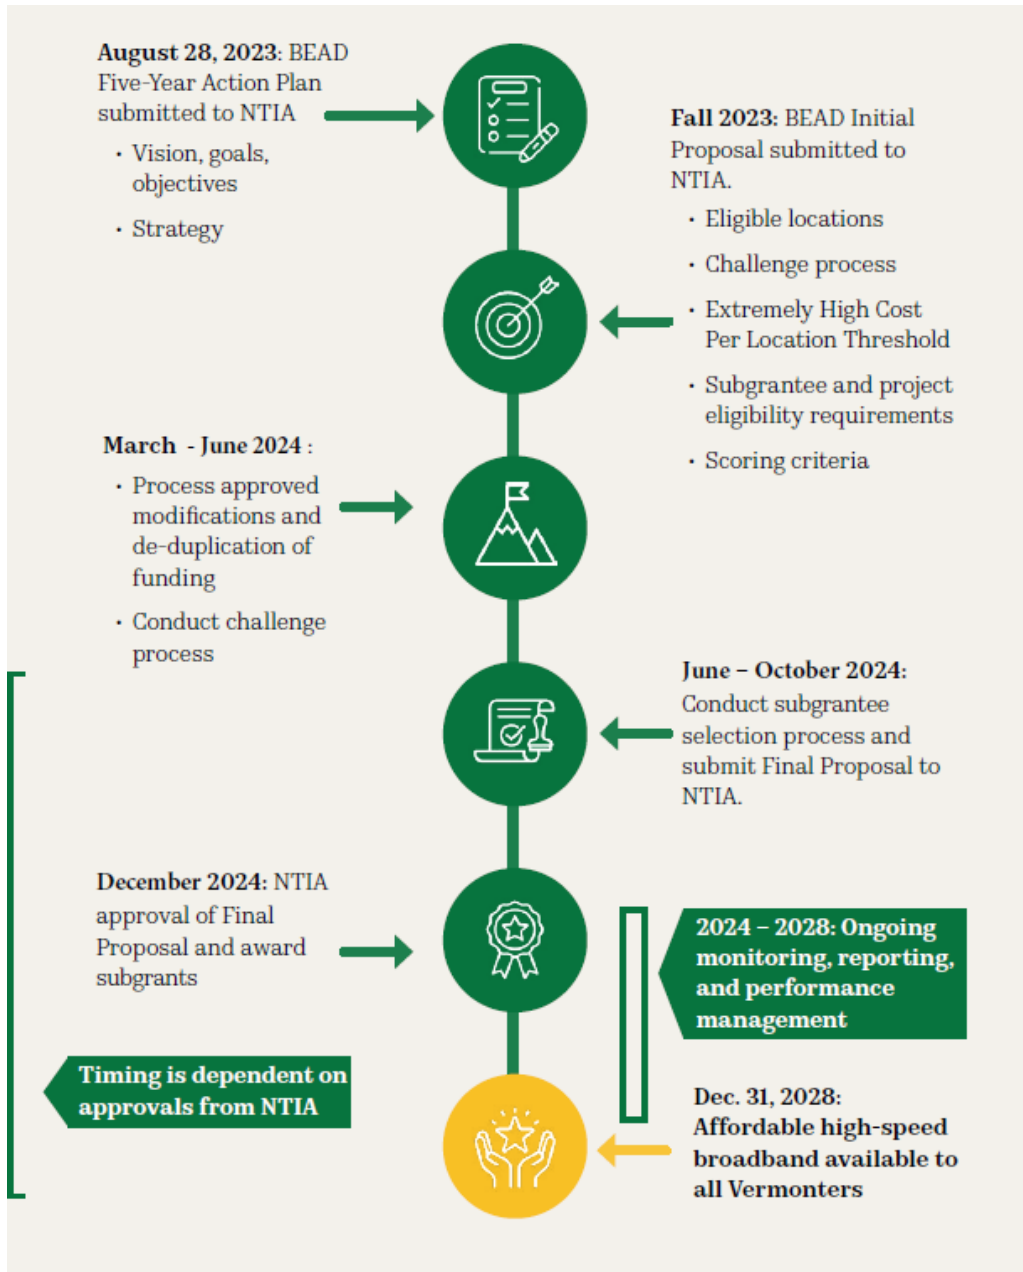 August 28, 2023: BEAD
Five-Year Action Plan
submitted to NTIA
· Vision, goals,
objectives
· Strategy
Fall 2023: BEAD Initial
Proposal submitted to
NTIA.
· Eligible locations
· Challenge process
· Extremely High Cost
Per Location Threshold
· Subgrantee and project
eligibility requirements
· Scoring criteria
March - June 2024 :
· Process approved
modifications and
de-duplication of
funding
· Conduct challenge
process
June – October 2024:
Conduct subgrantee
selection process and
submit Final Proposal to
NTIA.
December 2024: NTIA
approval of Final
Proposal and award
subgrants
2024 – 2028: Ongoing
monitoring, reporting,
and performance
management
Timing is dependent on
approvals from NTIA
Dec. 31, 2028:
Affordable high-speed
broadband available to
all Vermonters